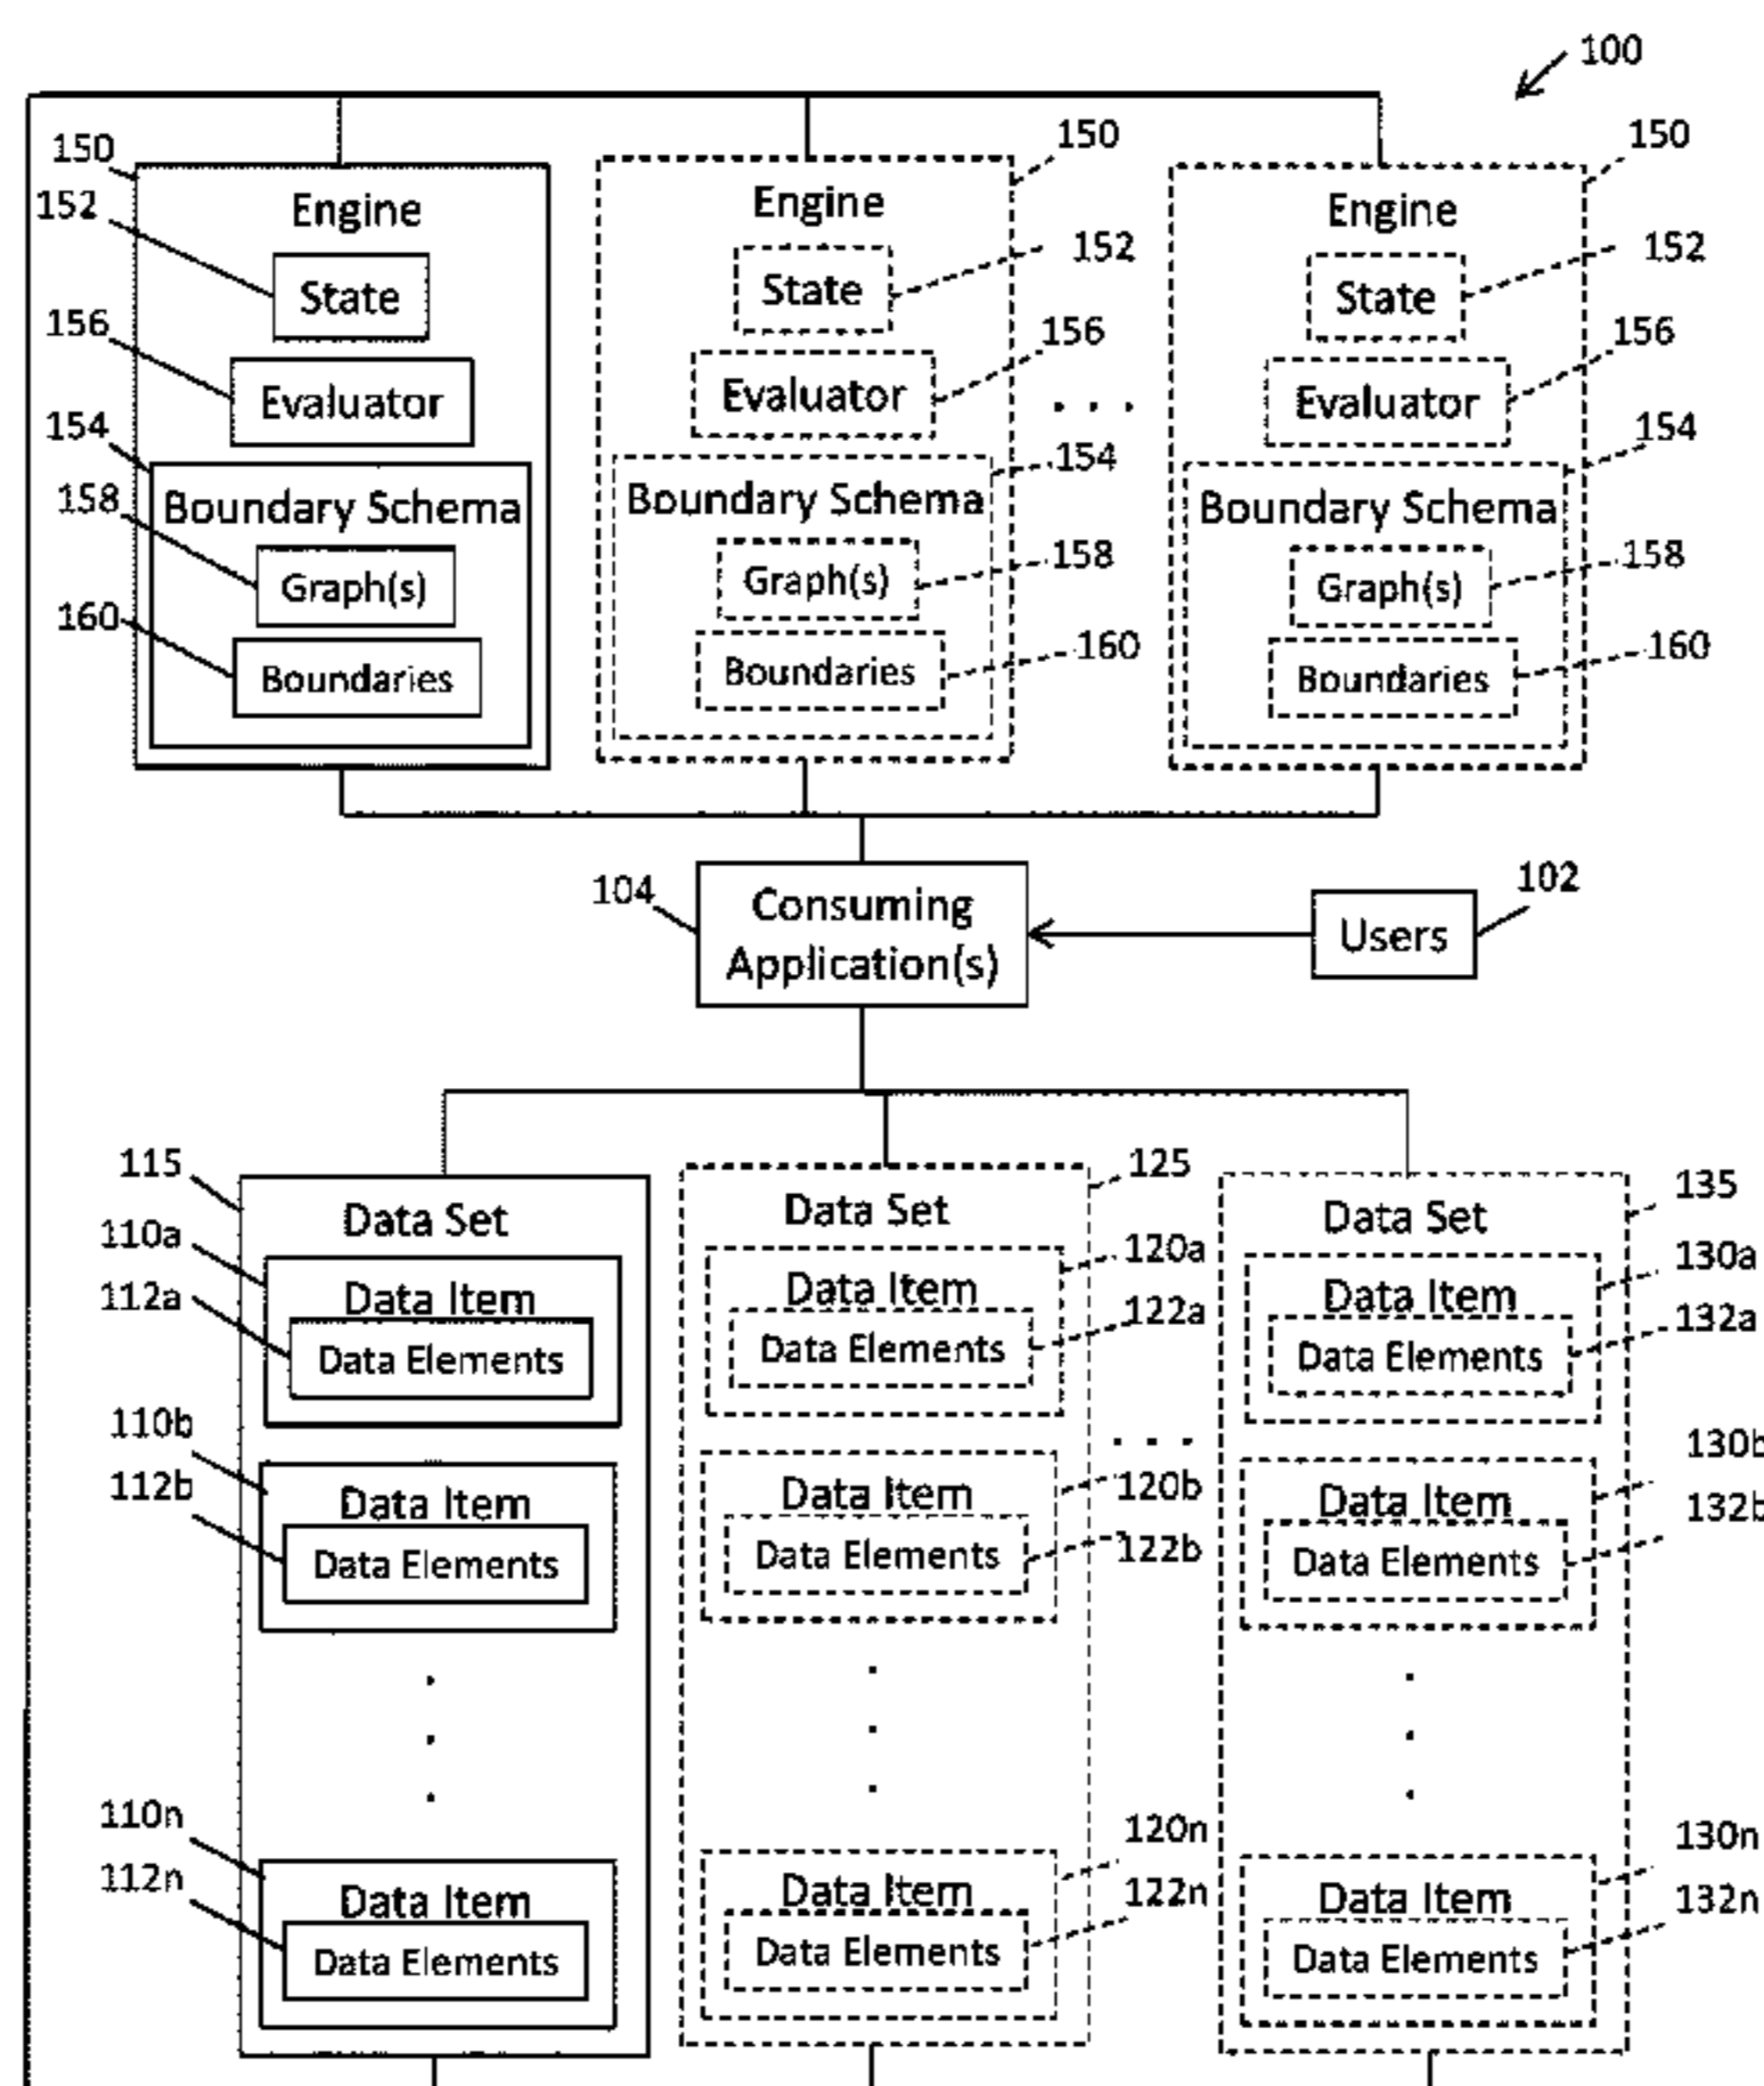 100
150
150
150
152
Engine
Engine
Engine
State
State
152
State
152
156
Evaluator
Evaluator
156
. . .
Evaluator
156
154
Boundary Schema
Boundary Schema
154
Boundary Schema
154
158
Graph(s)
Graph(s)
158
Graph(s)
158
160
Boundaries
Boundaries
160
Boundaries
160
104
Consuming
Application(s)
Users
102
115
Data Set
Data Set
125
Data Set
135
110a
Data Item
Data Item
120a
Data Item
130a
112a
Data Elements
Data Elements
122a
Data Elements
132a
110b
Data Item
Data Item
120b
. . .
Data Item
130b
112b
Data Elements
Data Elements
122b
Data Elements
132b
110n
Data Item
Data Item
120n
Data Item
130n
112n
Data Elements
Data Elements
122n
Data Elements
132n